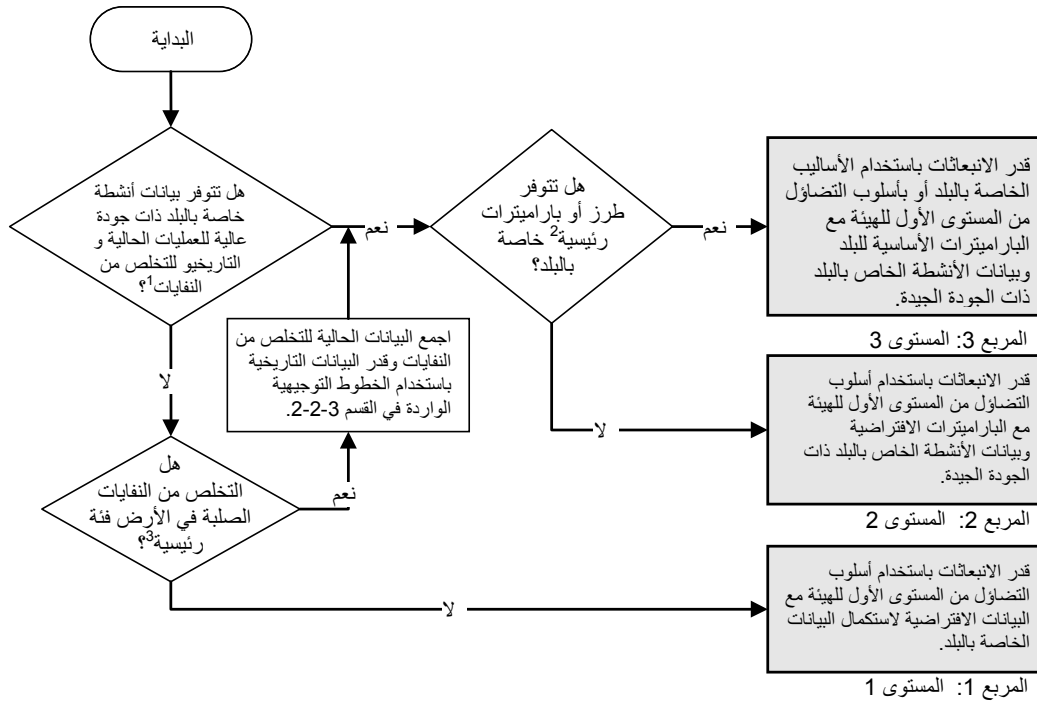 البداية
هل تتوفر بيانات أنشطة
خاصة بالبلد ذات جودة
عالية للعمليات الحالية و
التاريخيو للتخلص من
النفايات1؟
نعم
هل تتوفر
طرز أو بارامیترات
رئيسية2 خاصة
بالبلد؟
نعم
قدر الانبعاثات باستخدام الأساليب
الخاصة بالبلد أو بأسلوب التضاؤل
من المستوى الأول للهيئة مع
البارامیترات الأساسية للبلد
وبيانات الأنشطة الخاص بالبلد
ذات الجودة الجيدة.
المربع 3: المستوى 3
لا
اجمع البيانات الحالية للتخلص من
النفايات وقدر البيانات التاريخية
باستخدام الخطوط التوجيهية
الواردة في القسم 3-2-2.
لا
قدر الانبعاثات باستخدام أسلوب
التضاؤل من المستوى الأول للهيئة
مع البارامیترات الافتراضية
وبيانات الأنشطة الخاص بالبلد ذات
الجودة الجيدة.
المربع 2: المستوى 2
هل
التخلص من النفايات
الصلبة في الأرض فئة
رئيسية3؟
نعم
لا
قدر الانبعاثات باستخدام أسلوب
التضاؤل من المستوى الأول للهيئة مع
البيانات الافتراضية لاستكمال البيانات
الخاصة بالبلد.
المربع 1: المستوى 1